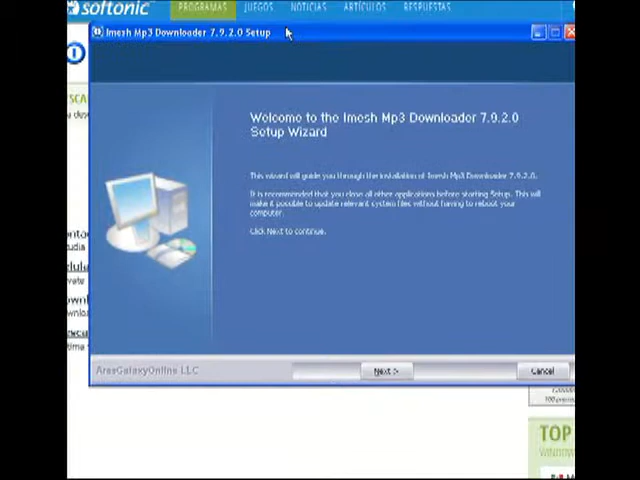 softonic
PROGRAMAS JUEGOS NOTICIAS ARTÍCULOS RESPUESTAS
Imesh Mp3 Downloader 7.9.2.0 Setup
Welcome to the Imesh Mp3 Downloader 7.9.2.0
Setup Wizard
This wizard will guide you through the installation of Imesh Mp3 Downloader 7.9.2.0.
It is recommended that you close all other applications before starting Setup. This will
make it possible to update relevant system files without having to reboot your
computer.
Click Next to continue.
AresGalaxyOnline LLC
Next >
Cancel
TOP